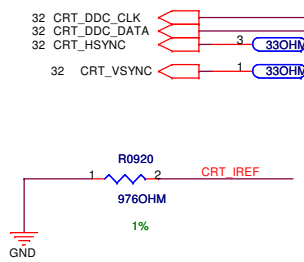 32 CRT_DDC_CLK
32 CRT_DDC_DATA
32 CRT_HSYNC 3 33OHM
32 CRT_VSYNC 1 33OHM
R0920
1 2 CRT_IREF
976OHM
1%
GND